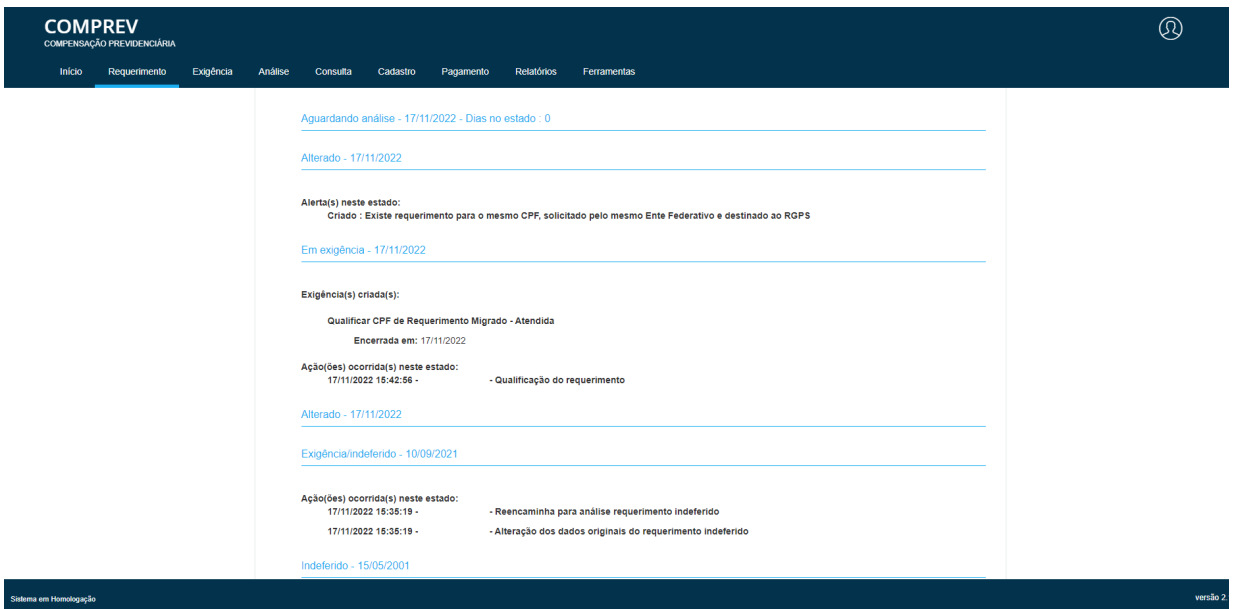 COMPREV
COMPENSAÇÃO PREVIDENCIÁRIA
Início Requerimento Exigência Análise Consulta Cadastro Pagamento Relatórios Ferramentas
Aguardando análise - 17/11/2022 - Dias no estado : 0
Alterado - 17/11/2022
Alerta(s) neste estado:
Criado : Existe requerimento para o mesmo CPF, solicitado pelo mesmo Ente Federativo e destinado ao RGPS
Em exigência - 17/11/2022
Exigência(s) criada(s):
Qualificar CPF de Requerimento Migrado - Atendida
Encerrada em: 17/11/2022
Ação(ões) ocorrida(s) neste estado:
17/11/2022 15:42:56 - - Qualificação do requerimento
Alterado - 17/11/2022
Exigência/indeferido - 10/09/2021
Ação(ões) ocorrida(s) neste estado:
17/11/2022 15:35:19 - - Reencaminha para análise requerimento indeferido
17/11/2022 15:35:19 - - Alteração dos dados originais do requerimento indeferido
Indeferido - 15/05/2001
Sistema em Homologação versão 2.